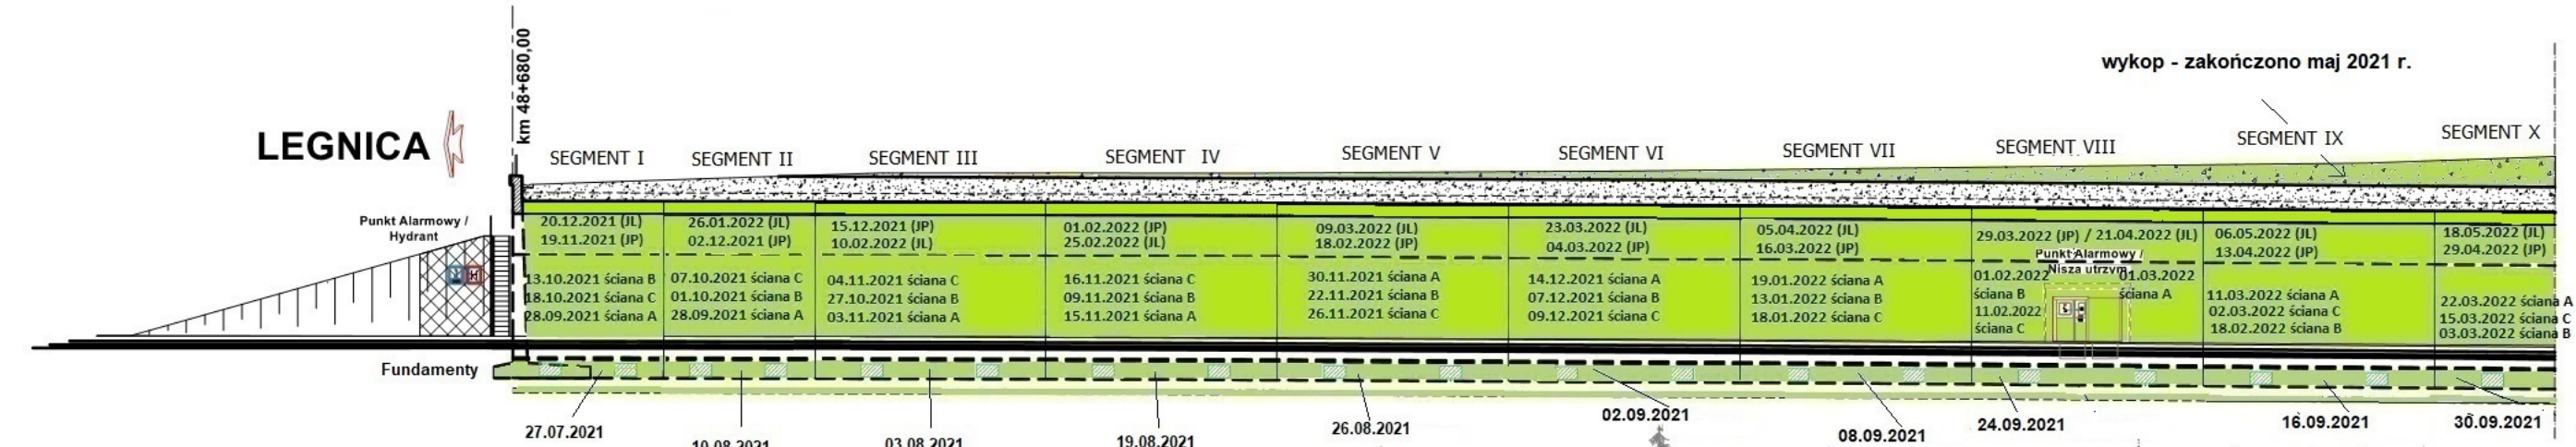 km 48+680,00
wykop - zakończono maj 2021 r.
LEGNICA
SEGMENT I
SEGMENT II
SEGMENT III
SEGMENT IV
SEGMENT V
SEGMENT VI
SEGMENT VII
SEGMENT VIII
SEGMENT IX
SEGMENT X
Punkt Alarmowy /
Hydrant
20.12.2021 (JL)
19.11.2021 (JP)
13.10.2021 ściana B
18.10.2021 ściana C
28.09.2021 ściana A
26.01.2022 (JL)
02.12.2021 (JP)
07.10.2021 ściana C
01.10.2021 ściana B
28.09.2021 ściana A
15.12.2021 (JP)
10.02.2022 (JL)
04.11.2021 ściana C
27.10.2021 ściana B
03.11.2021 ściana A
01.02.2022 (JP)
25.02.2022 (JL)
16.11.2021 ściana C
09.11.2021 ściana B
15.11.2021 ściana A
09.03.2022 (JL)
18.02.2022 (JP)
30.11.2021 ściana A
22.11.2021 ściana B
26.11.2021 ściana C
23.03.2022 (JL)
04.03.2022 (JP)
14.12.2021 ściana A
07.12.2021 ściana B
09.12.2021 ściana C
05.04.2022 (JL)
16.03.2022 (JP)
19.01.2022 ściana A
13.01.2022 ściana B
18.01.2022 ściana C
29.03.2022 (JP) / 21.04.2022 (JL)
Punkt Alarmowy /
Nisza utrzym.
01.02.2022
ściana B
11.02.2022
ściana C
01.03.2022
ściana A
06.05.2022 (JL)
13.04.2022 (JP)
11.03.2022 ściana A
02.03.2022 ściana C
18.02.2022 ściana B
18.05.2022 (JL)
29.04.2022 (JP)
22.03.2022 ściana A
15.03.2022 ściana C
03.03.2022 ściana B
Fundamenty
27.07.2021
10.08.2021
03.08.2021
19.08.2021
26.08.2021
02.09.2021
08.09.2021
24.09.2021
16.09.2021
30.09.2021